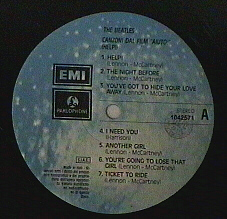 THE BEATLES
CANZONI DAL FILM "AIUTO"
(HELP!)
1. HELP!
(Lennon - McCartney)
2. THE NIGHT BEFORE
(Lennon - McCartney)
3. YOU'VE GOT TO HIDE YOUR LOVE
AWAY (Lennon - McCartney)
EMI
PARLOPHONE
STEREO
1042571
A
4. I NEED YOU
(Harrison)
5. ANOTHER GIRL
(Lennon - McCartney)
6. YOU'RE GOING TO LOSE THAT
GIRL (Lennon - McCartney)
7. TICKET TO RIDE
(Lennon - McCartney)